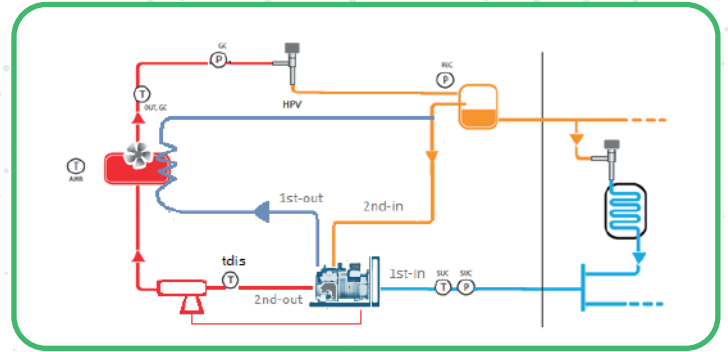 GC
P
REC
P
T
OUT, GC
HPV
T
AMB
1st-out
2nd-in
tdis
T
2nd-out
1st-in
SUC
SUC
T
P